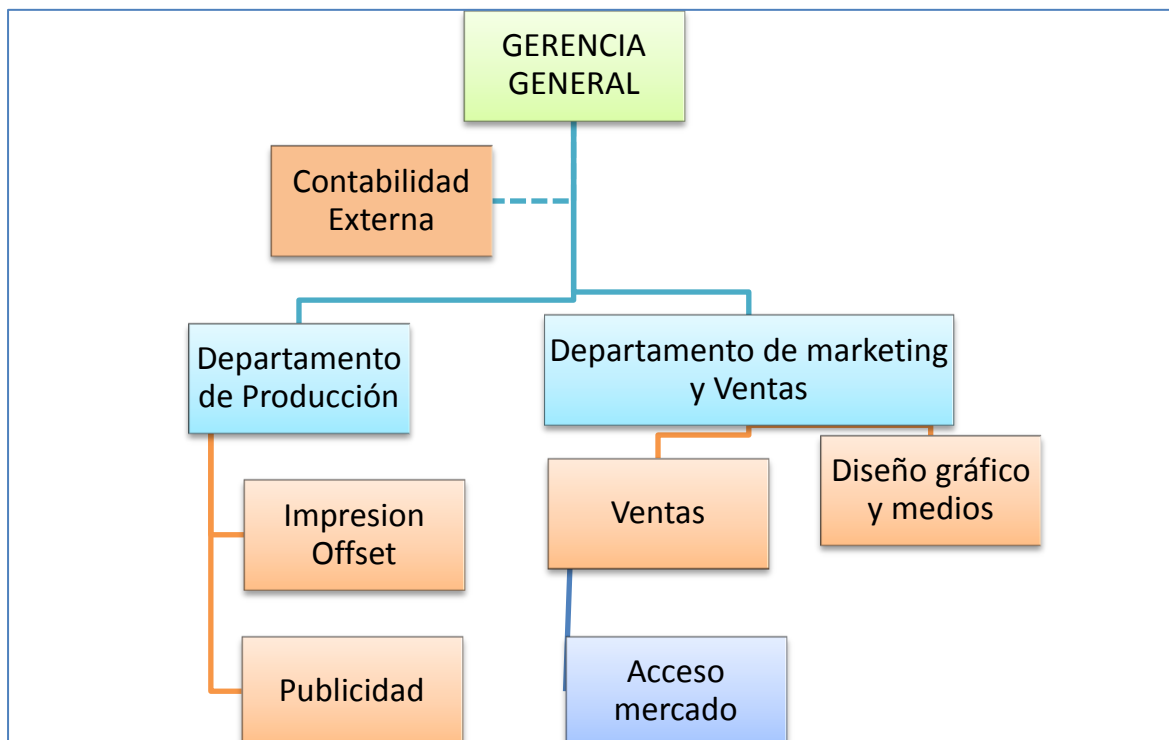 GERENCIA
GENERAL
Contabilidad
Externa
Departamento
de Producción
Departamento de marketing
y Ventas
Impresion
Offset
Ventas
Diseño gráfico
y medios
Publicidad
Acceso
mercado